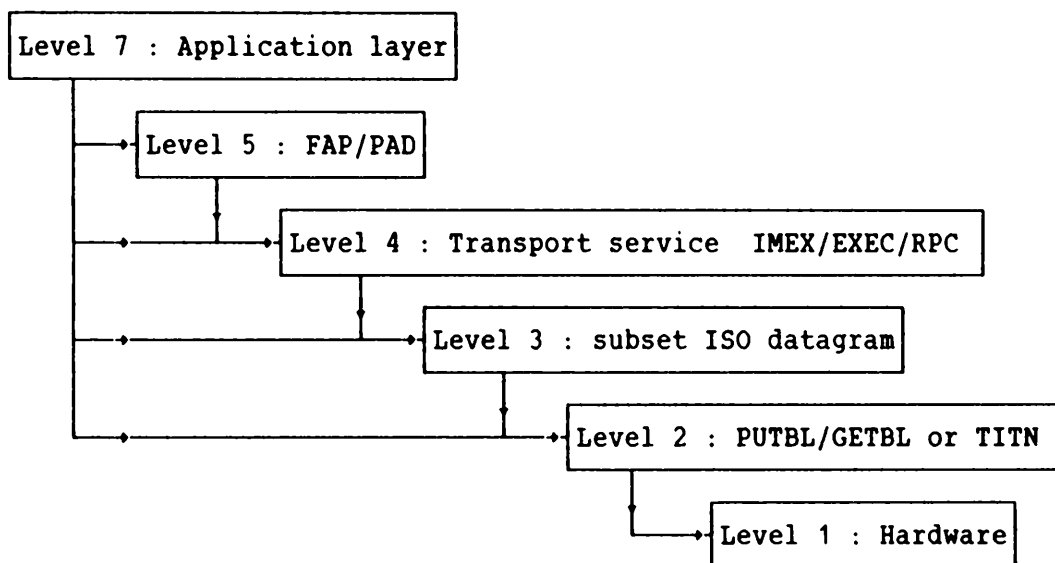 Level 7 : Application layer
Level 5 : FAP/PAD
Level 4 : Transport service IMEX/EXEC/RPC
Level 3 : subset ISO datagram
Level 2 : PUTBL/GETBL or TITN
Level 1 : Hardware